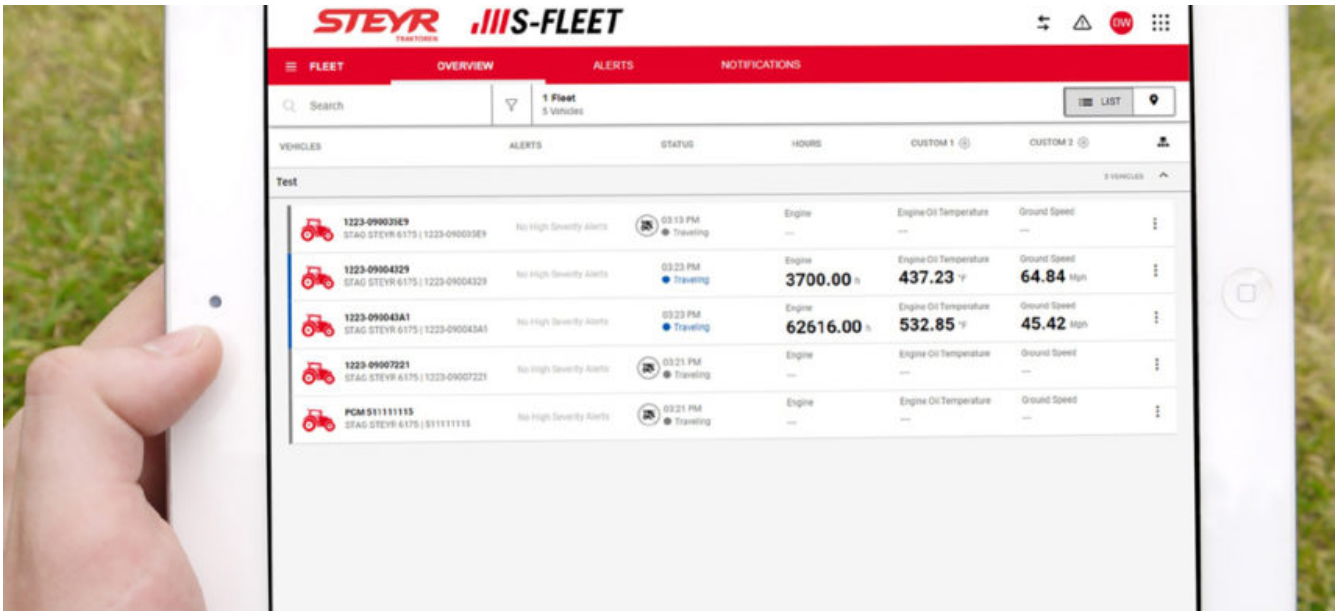 STEYR
TRAKTOREN
S-FLEET
DW
FLEET OVERVIEW ALERTS NOTIFICATIONS
Search
1 Fleet
5 Vehicles
LIST
VEHICLES ALERTS STATUS HOURS CUSTOM 1 CUSTOM 2
Test
5 VEHICLES
1223-090035E9
STAG STEYR 6175 | 1223-090035E9
No High Severity Alerts
03:13 PM
Traveling
Engine
---
Engine Oil Temperature
---
Ground Speed
---
1223-09004329
STAG STEYR 6175 | 1223-09004329
No High Severity Alerts
03:23 PM
Traveling
Engine
3700.00 h
Engine Oil Temperature
437.23 °F
Ground Speed
64.84 Mph
1223-090043A1
STAG STEYR 6175 | 1223-090043A1
No High Severity Alerts
03:23 PM
Traveling
Engine
62616.00 h
Engine Oil Temperature
532.85 °F
Ground Speed
45.42 Mph
1223-09007221
STAG STEYR 6175 | 1223-09007221
No High Severity Alerts
03:21 PM
Traveling
Engine
---
Engine Oil Temperature
---
Ground Speed
---
PCM 511111115
STAG STEYR 6175 | 511111115
No High Severity Alerts
03:21 PM
Traveling
Engine
---
Engine Oil Temperature
---
Ground Speed
---